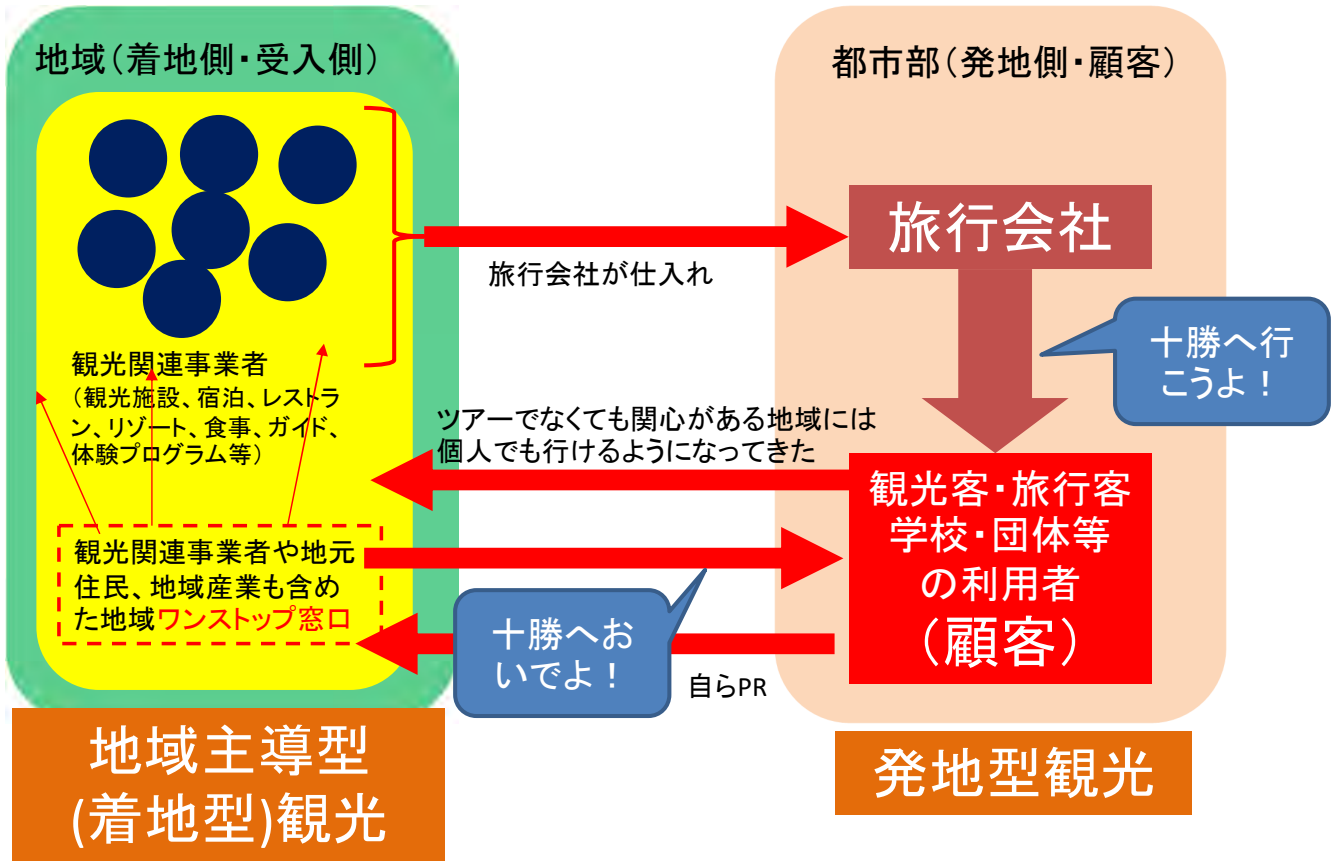 地域(着地側・受入側)
都市部(発地側・顧客)
旅行会社
旅行会社が仕入れ
十勝へ行
こうよ！
観光関連事業者
(観光施設、宿泊、レストラ
ン、リゾート、食事、ガイド、
体験プログラム等)
ツアーでなくても関心がある地域には
個人でも行けるようになってきた
観光客・旅行客
学校・団体等
の利用者
(顧客)
観光関連事業者や地元
住民、地域産業も含め
た地域ワンストップ窓口
十勝へお
いでよ！
自らPR
地域主導型
(着地型)観光
発地型観光